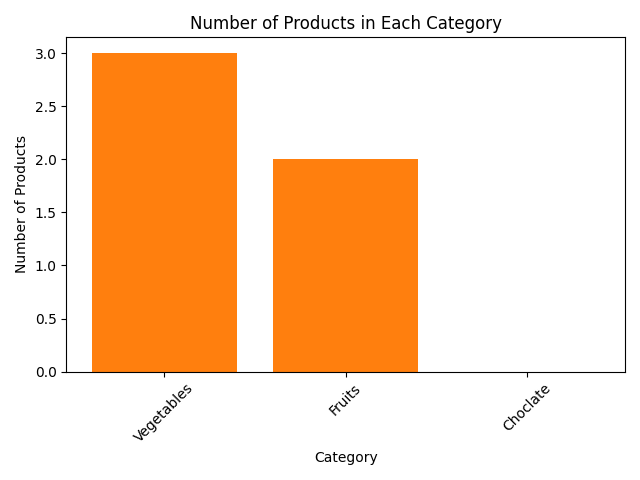 Number of Products in Each Category
Number of Products
3.0
2.5
2.0
1.5
1.0
0.5
0.0
Vegetables
Fruits
Choclate
Category